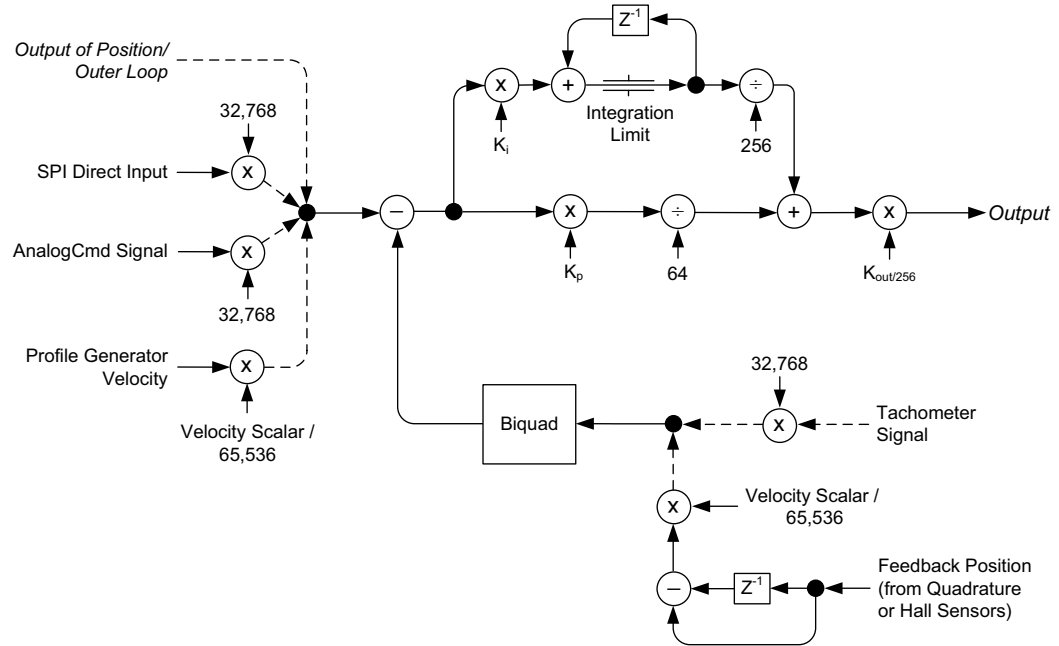 Output of Position/
Outer Loop
32,768
x
SPI Direct Input
AnalogCmd Signal
x
32,768
Profile Generator
Velocity
x
Velocity Scalar /
65,536
Z-1
x
+
Integration
Limit
÷
Ki
256
−
x
÷
+
x
Output
Kp
64
Kout/256
Biquad
32,768
x
Tachometer
Signal
x
Velocity Scalar /
65,536
−
Z-1
Feedback Position
(from Quadrature
or Hall Sensors)